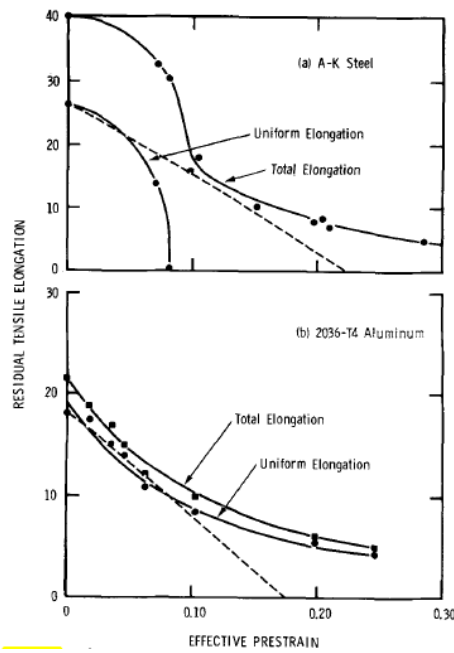 40
(a) A-K Steel
30
Uniform Elongation
20
Total Elongation
10
0
RESIDUAL TENSILE ELONGATION
(b) 2036-T4 Aluminum
20
Total Elongation
Uniform Elongation
10
0
0 0.10 0.20 0.30
EFFECTIVE PRESTRAIN